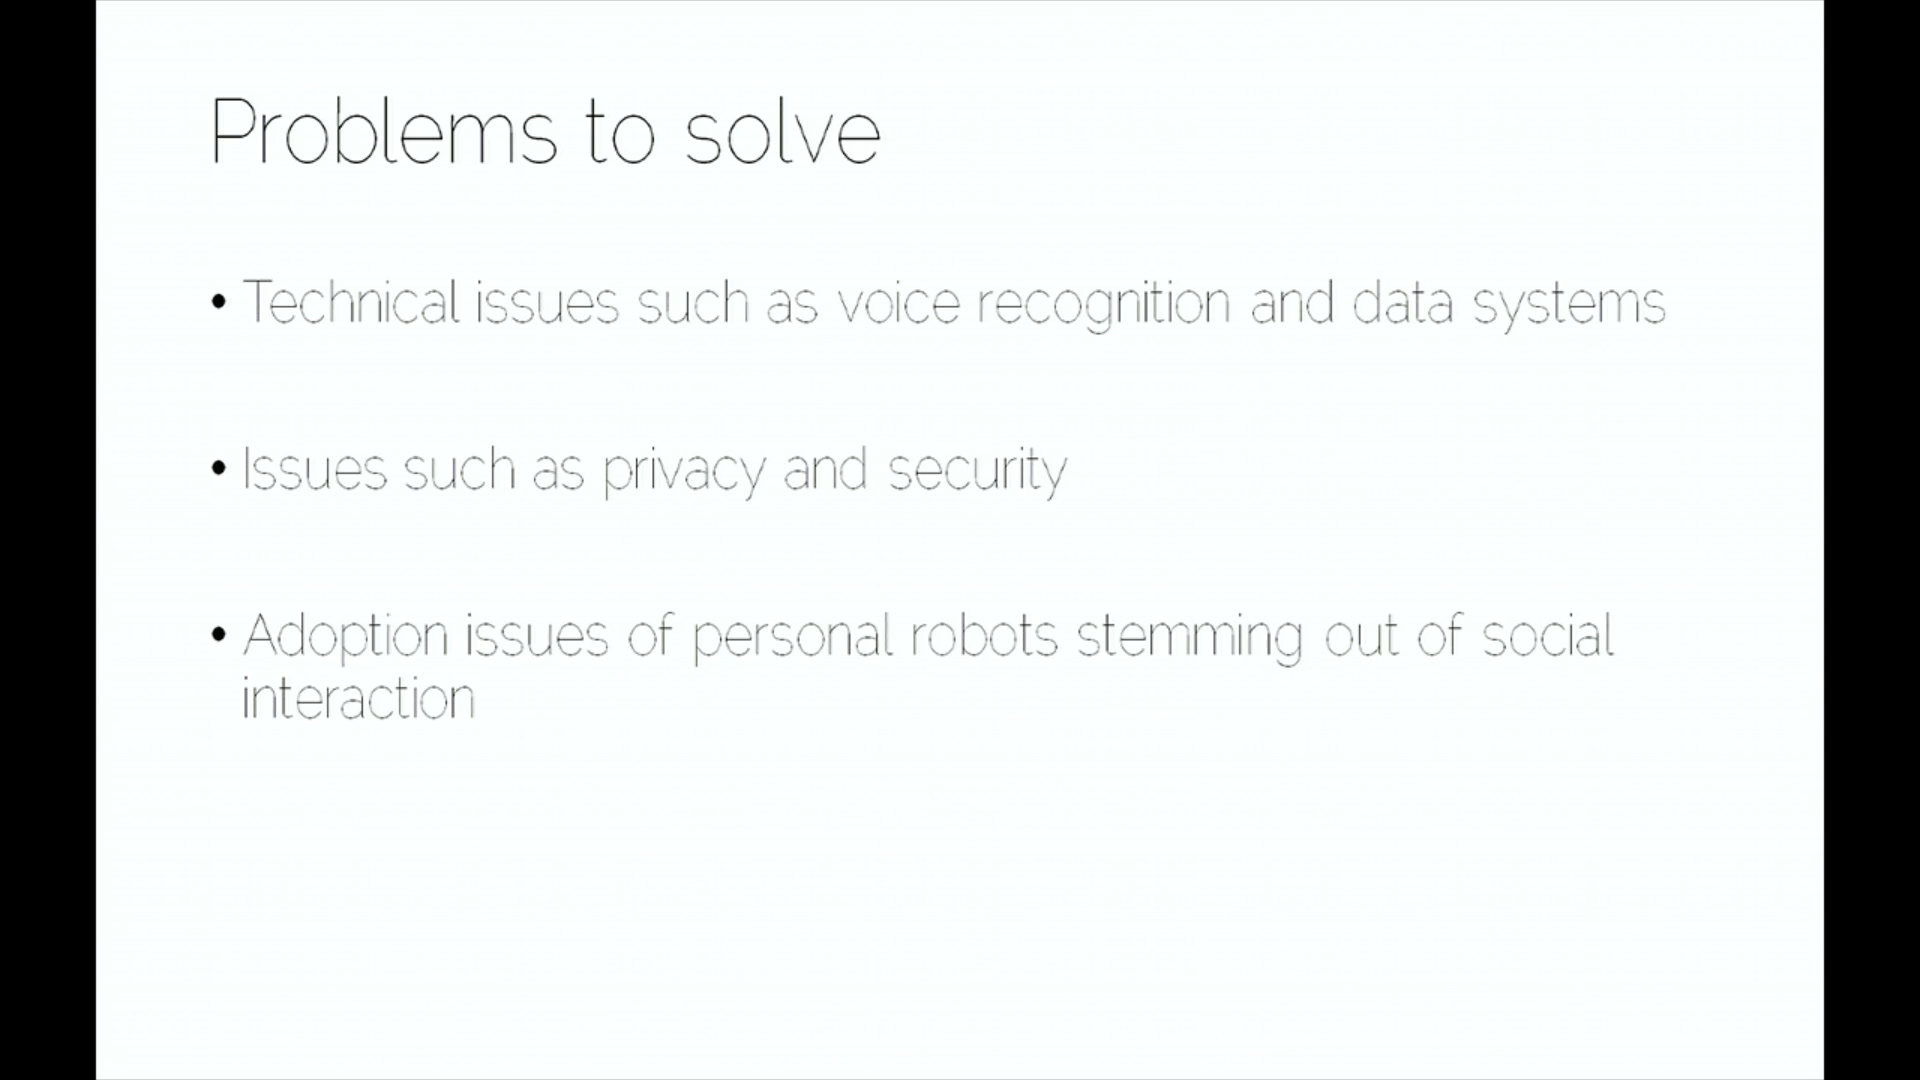 Problems to solve
• Technical issues such as voice recognition and data systems
• Issues such as privacy and security
• Adoption issues of personal robots stemming out of social
interaction